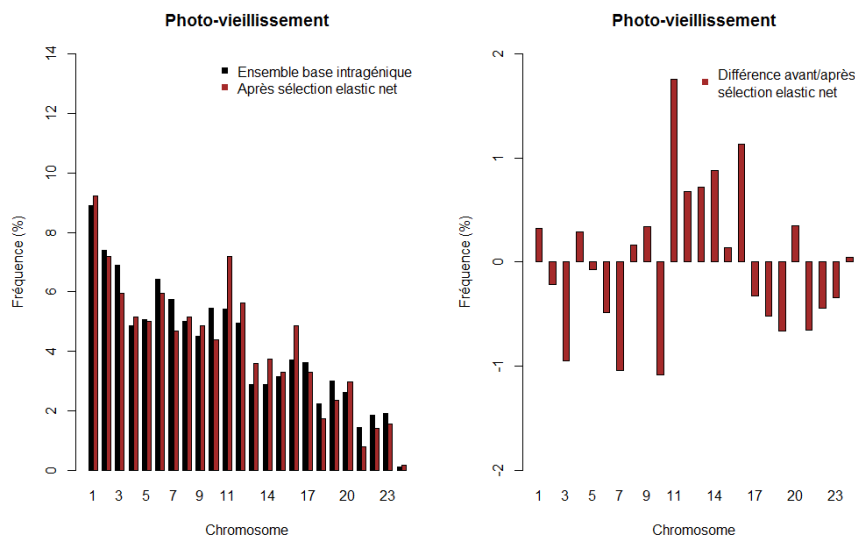 Photo-vieillissement
14
12
10
8
6
4
2
0
Fréquence (%)
Ensemble base intragénique
Après sélection elastic net
1 3 5 7 9 11 14 17 20 23
Chromosome
Photo-vieillissement
2
1
0
-1
-2
Fréquence (%)
Différence avant/après
sélection elastic net
1 3 5 7 9 11 14 17 20 23
Chromosome